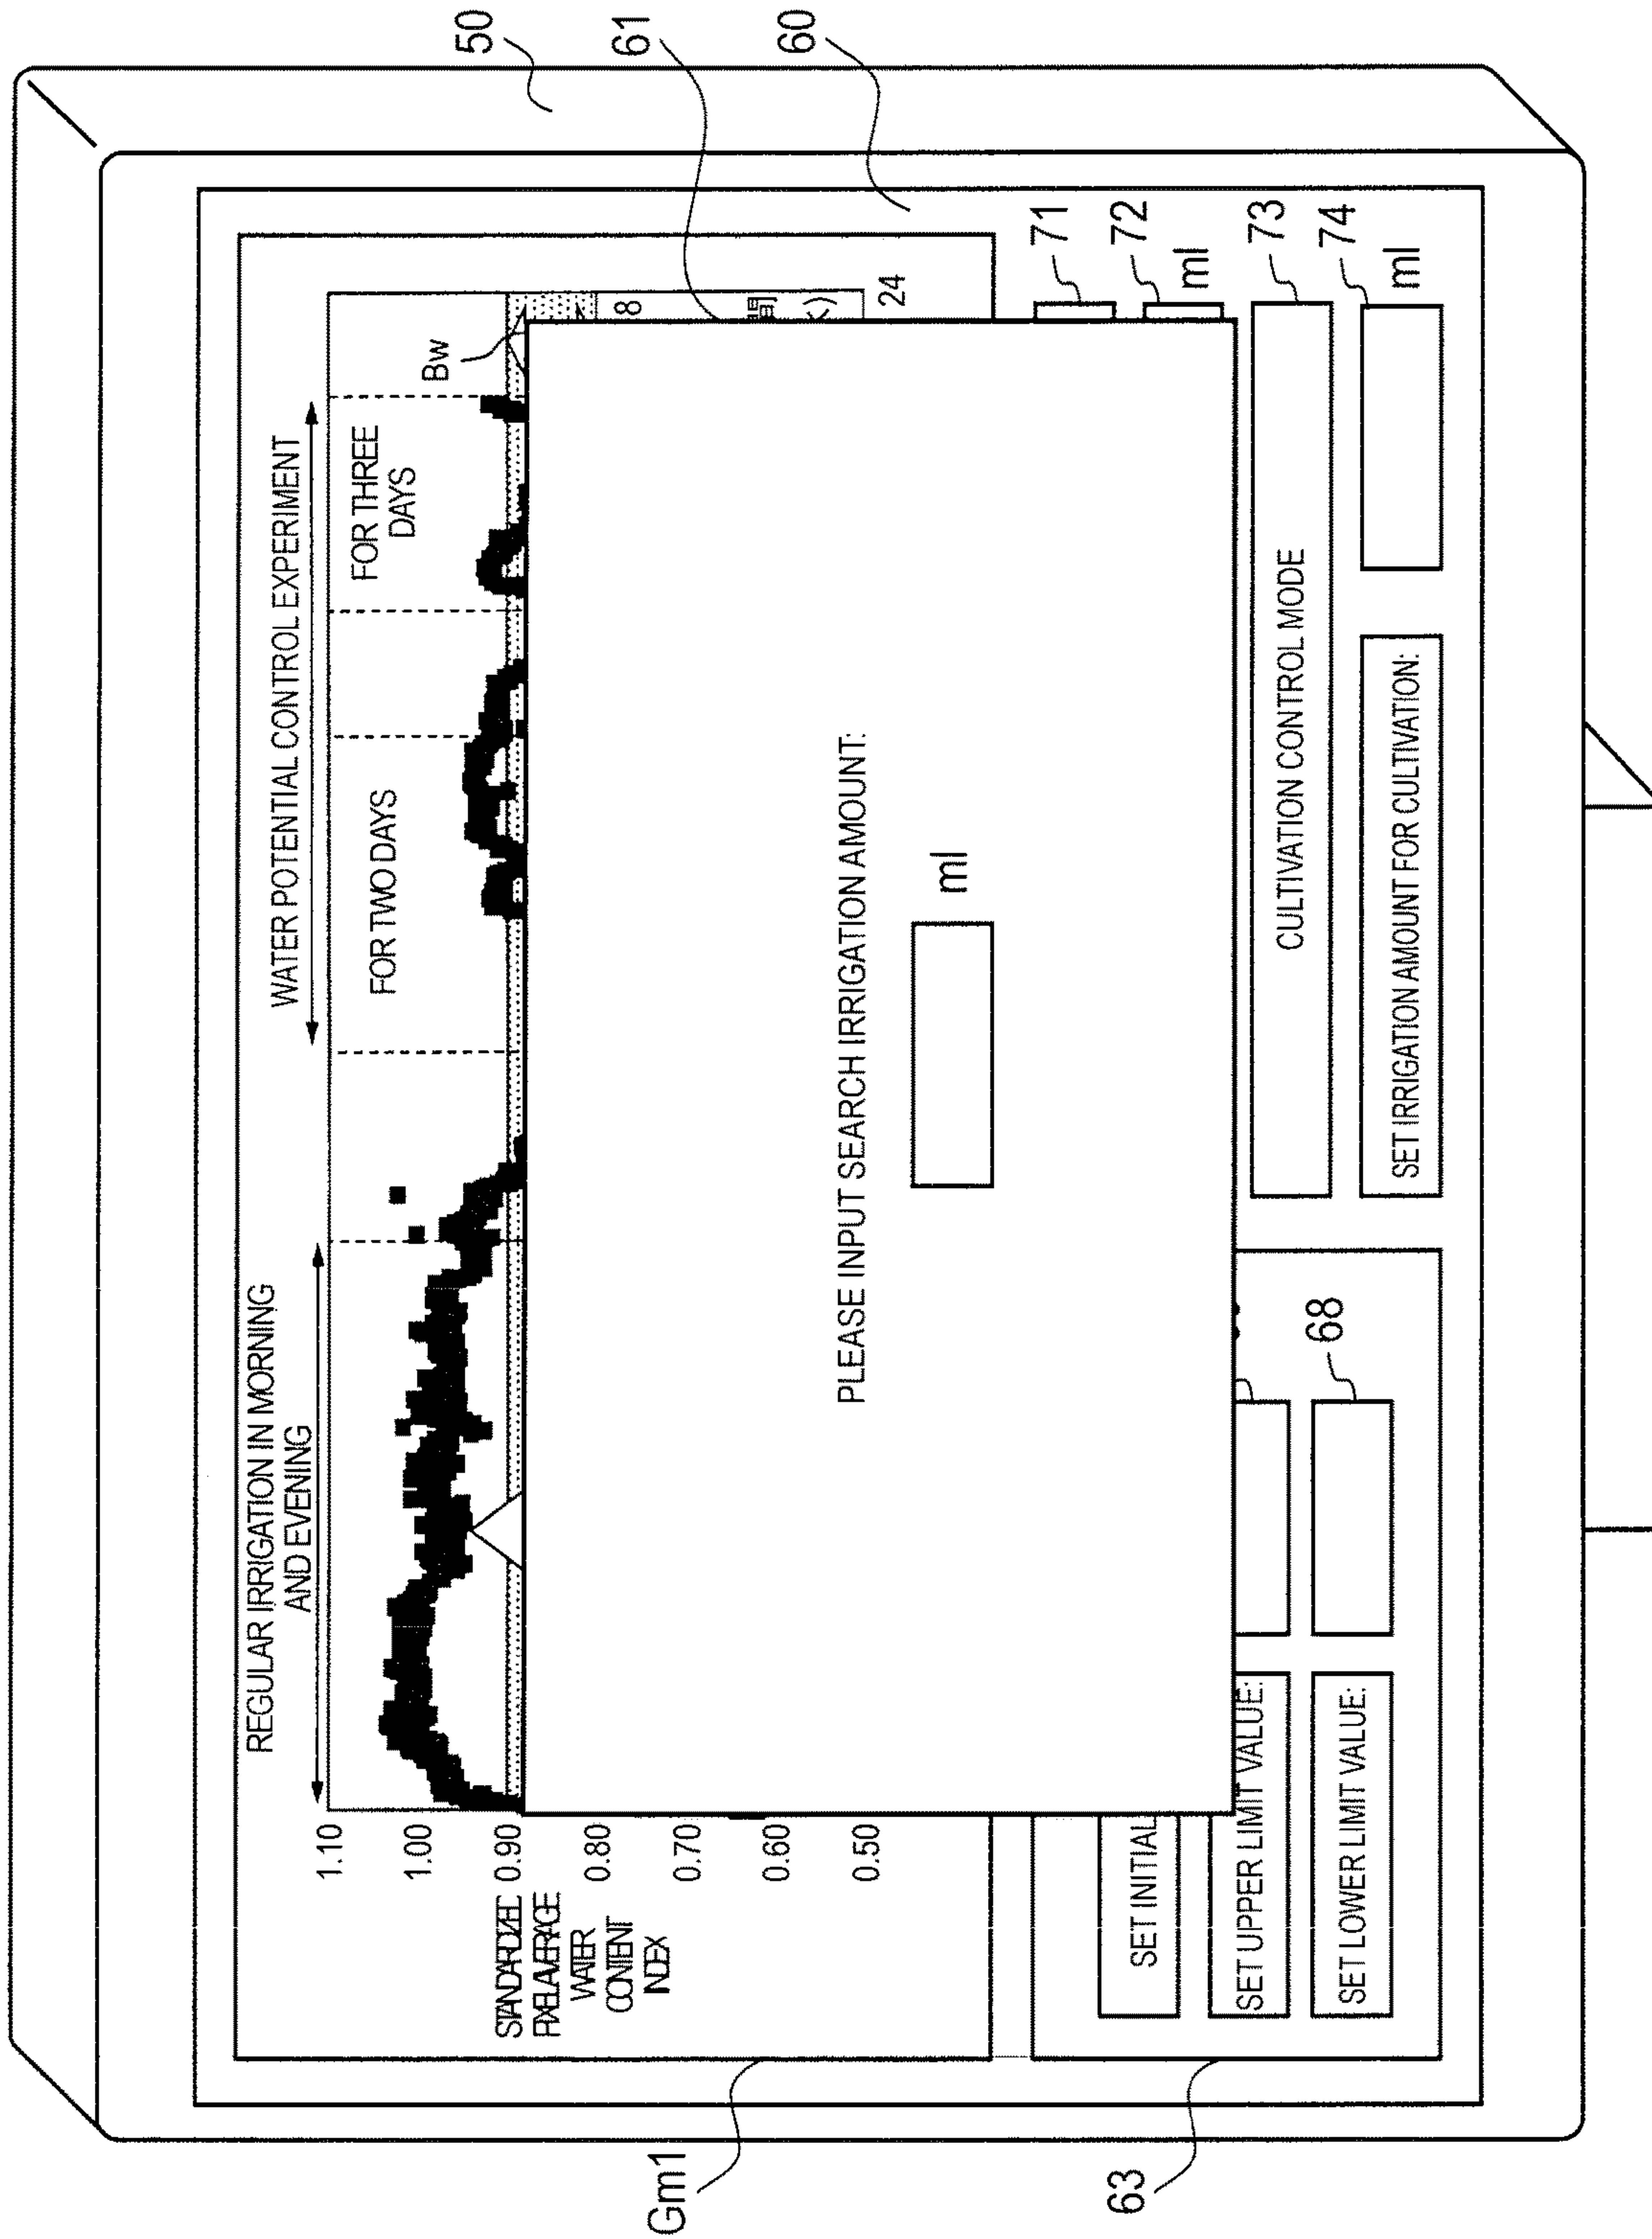 50
61
60
REGULAR IRRIGATION IN MORNING
AND EVENING
WATER POTENTIAL CONTROL EXPERIMENT
FOR TWO DAYS
FOR THREE
DAYS
Bw
1.10
1.00
0.90
0.80
0.70
0.60
0.50
STANDARDIZED
PIXEL AVERAGE
WATER
CONTENT
INDEX
8
24
Gm1
PLEASE INPUT SEARCH IRRIGATION AMOUNT:
ml
71
72
ml
SET INITIAL
SET UPPER LIMIT VALUE:
SET LOWER LIMIT VALUE:
68
63
CULTIVATION CONTROL MODE
73
SET IRRIGATION AMOUNT FOR CULTIVATION:
74
ml